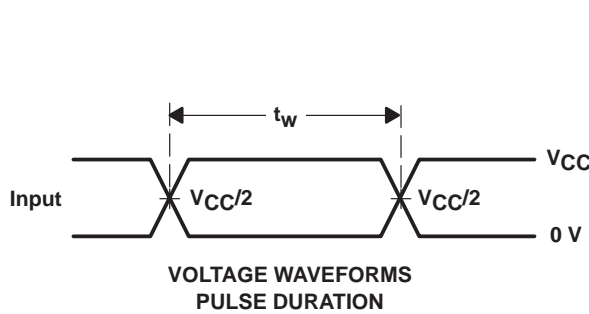 tw
VCC
Input
VCC/2
VCC/2
0 V
VOLTAGE WAVEFORMS
PULSE DURATION